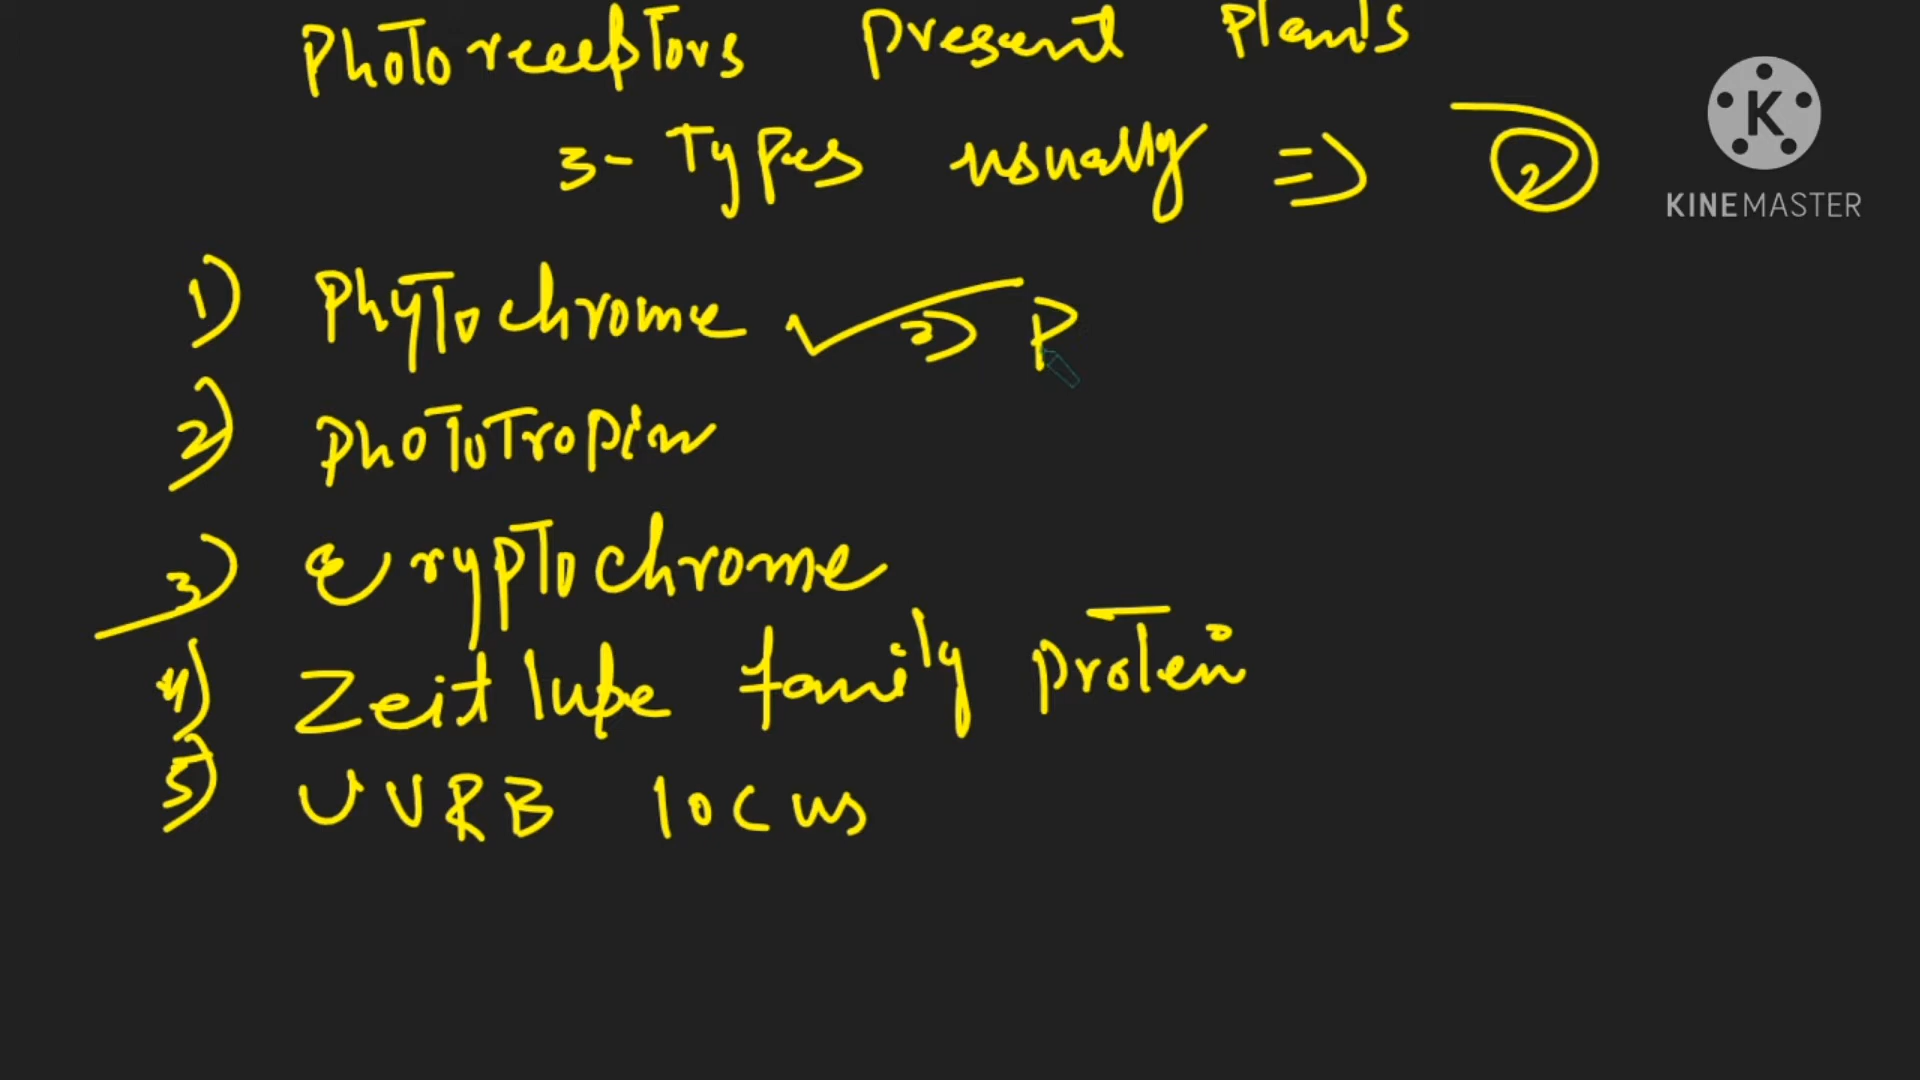 Photoreceptors present Plants
3-Types usually => 2
K
KINEMASTER
1) Phytochrome ✓ => P
2) Phototropin
3) Cryptochrome
4) Zeitlupe family protein
5) UVRB locus